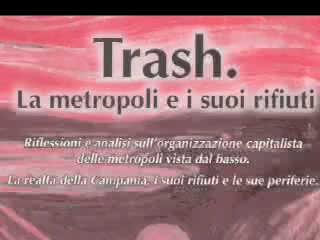 Trash.
La metropoli e i suoi rifiuti
Riflessioni e analisi sull'organizzazione capitalista
delle metropoli vista dal basso.
La realtà della Campania, i suoi rifiuti e le sue periferie.